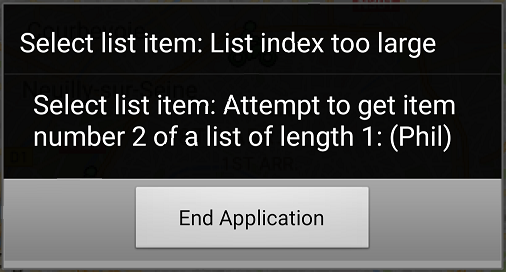 Select list item: List index too large
Select list item: Attempt to get item
number 2 of a list of length 1: (Phil)
End Application